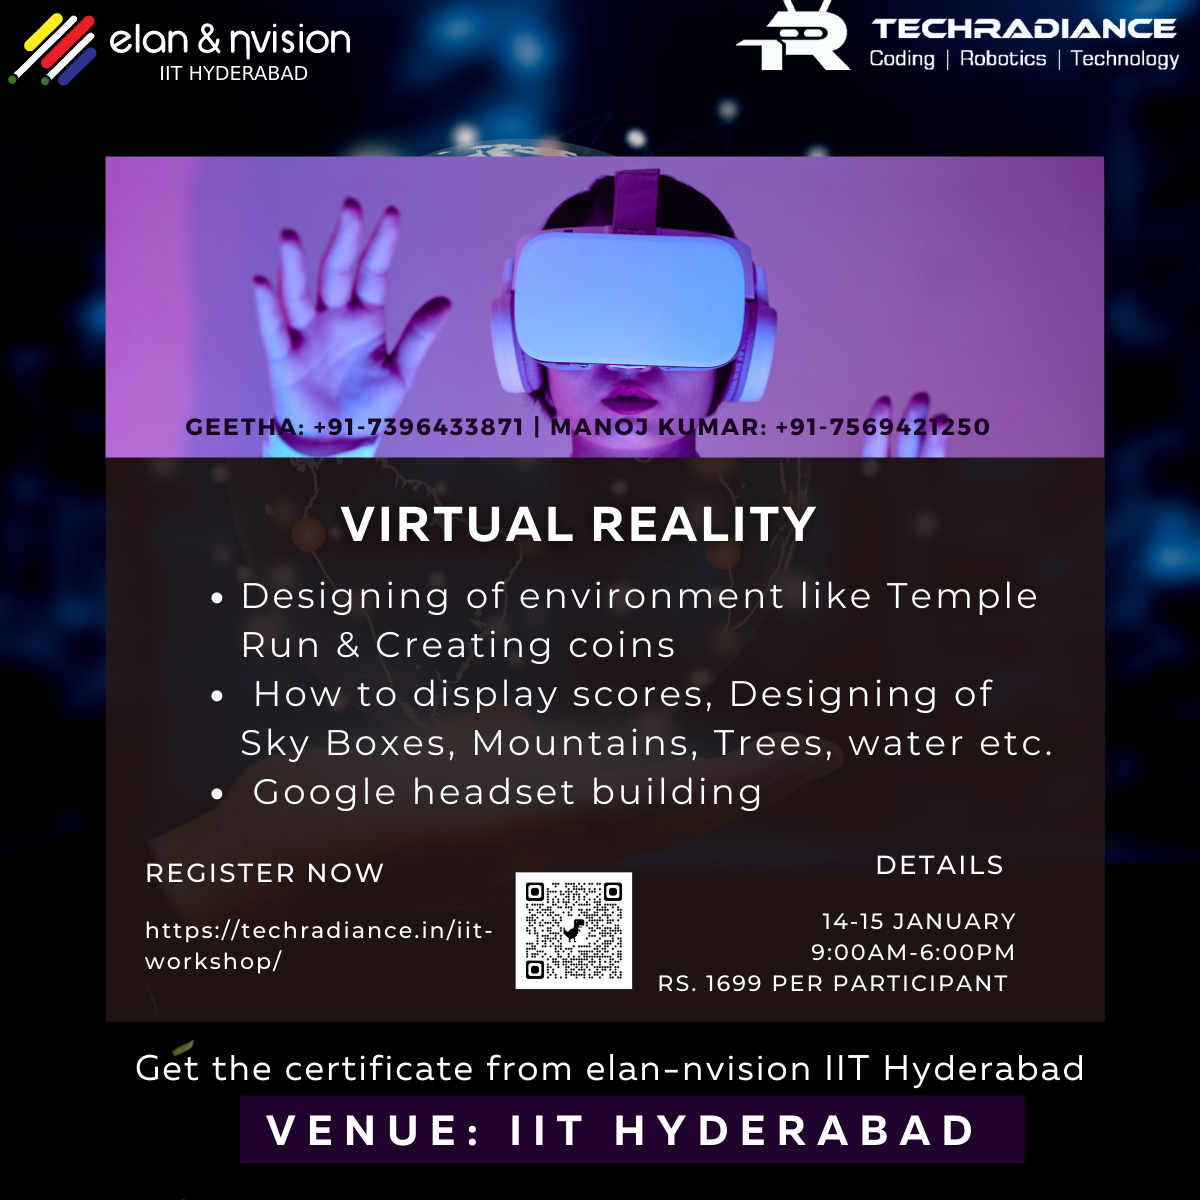 elan & ηvision
IIT HYDERABAD
TECHRADIANCE
Coding | Robotics | Technology
GEETHA: +91-7396433871 | MANOJ KUMAR: +91-7569421250
VIRTUAL REALITY
• Designing of environment like Temple
Run & Creating coins
• How to display scores, Designing of
Sky Boxes, Mountains, Trees, water etc.
• Google headset building
REGISTER NOW
https://techradiance.in/iit-
workshop/
DETAILS
14-15 JANUARY
9:00AM-6:00PM
RS. 1699 PER PARTICIPANT
Get the certificate from elan-nvision IIT Hyderabad
VENUE: IIT HYDERABAD